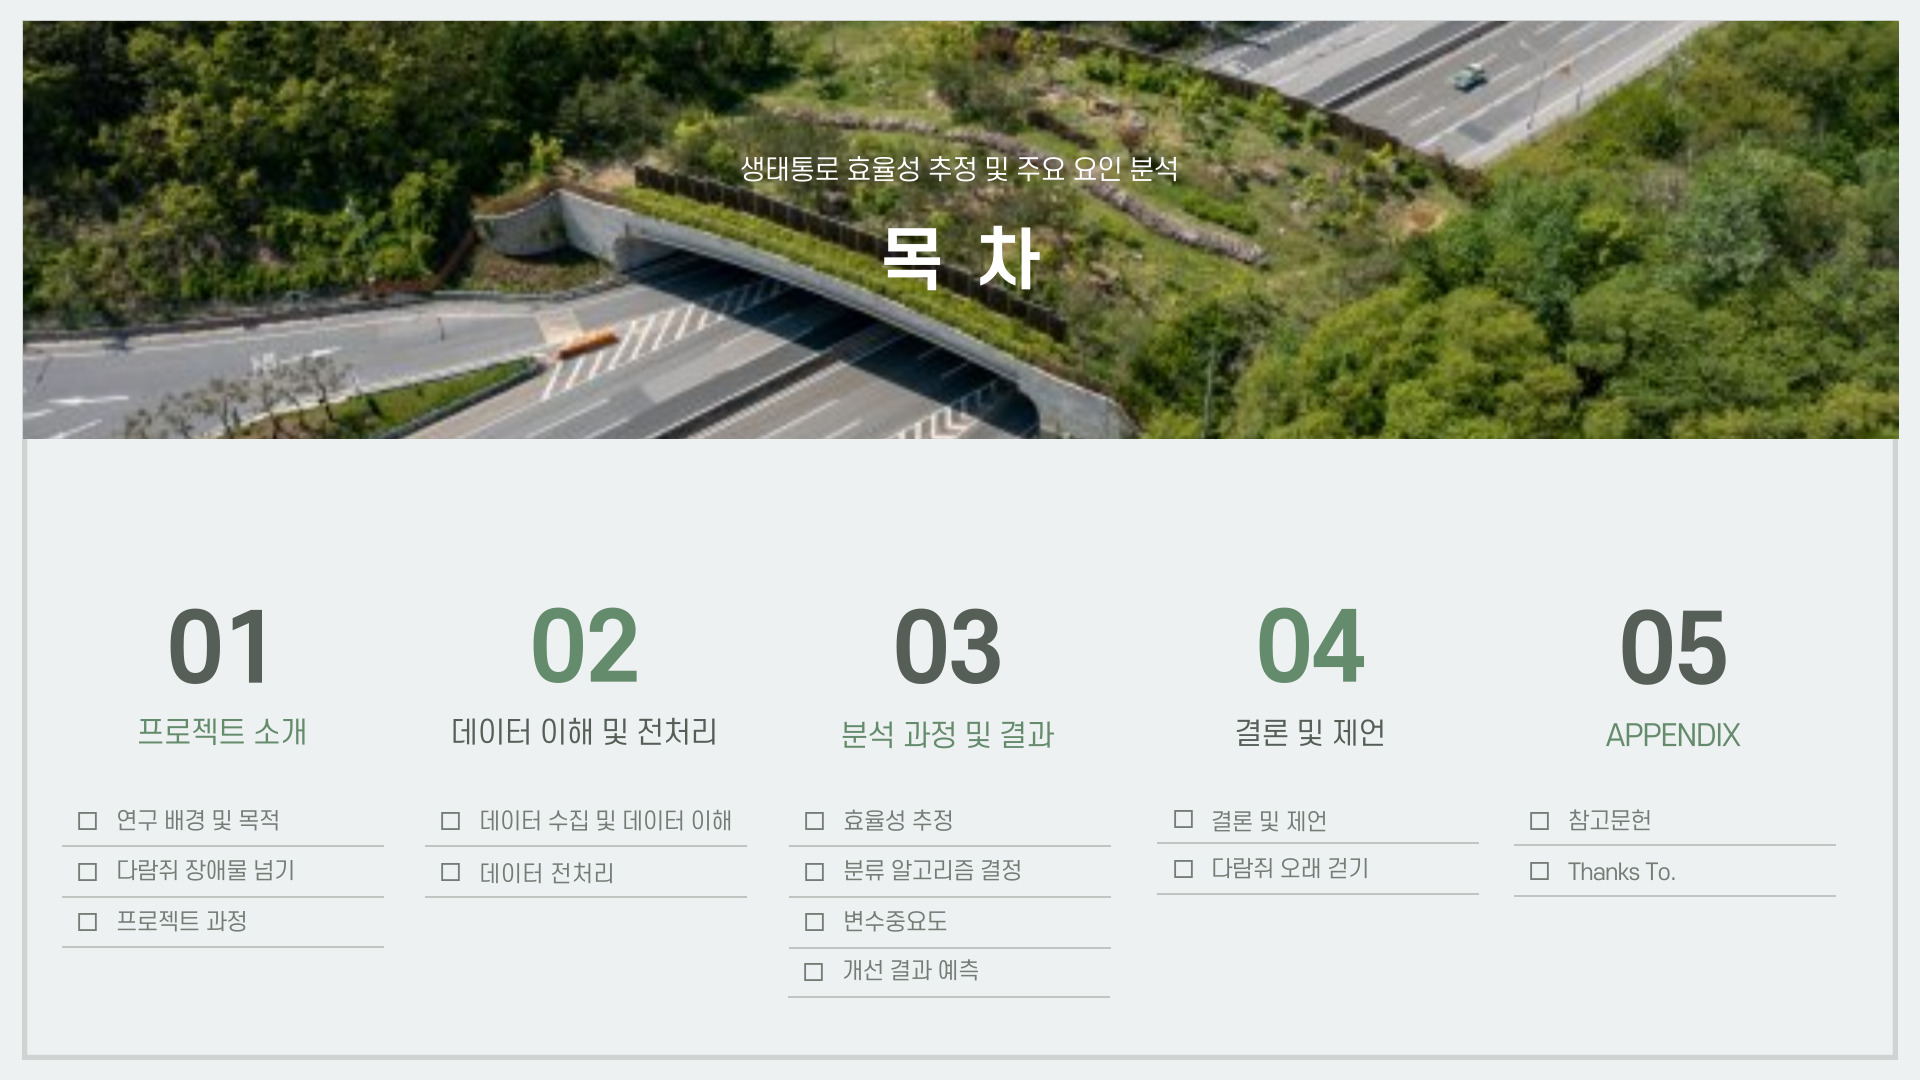 생태통로 효율성 추정 및 주요 요인 분석
목 차
01
프로젝트 소개
연구 배경 및 목적
다람쥐 장애물 넘기
프로젝트 과정
02
데이터 이해 및 전처리
데이터 수집 및 데이터 이해
데이터 전처리
03
분석 과정 및 결과
효율성 추정
분류 알고리즘 결정
변수중요도
개선 결과 예측
04
결론 및 제언
결론 및 제언
다람쥐 오래 걷기
05
APPENDIX
참고문헌
Thanks To.